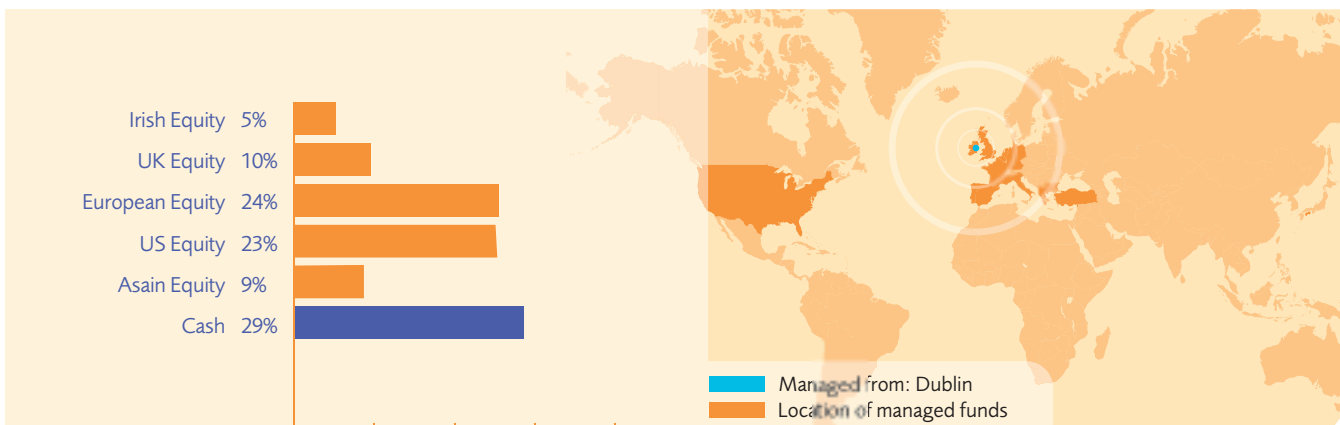 Irish Equity 5%
UK Equity 10%
European Equity 24%
US Equity 23%
Asain Equity 9%
Cash 29%
Managed from: Dublin
Location of managed funds